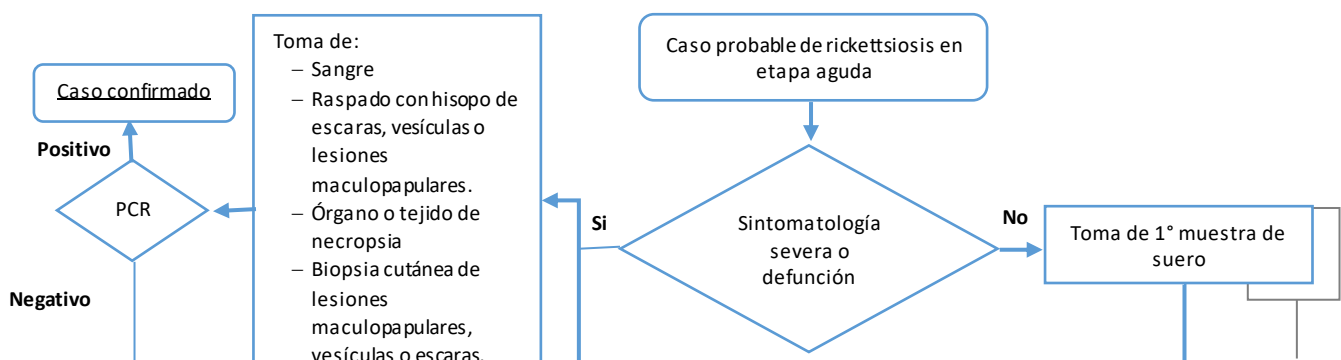 Caso probable de rickettsiosis en
etapa aguda
Sintomatología
severa o
defunción
Si
No
Toma de 1° muestra de
suero
Toma de:
– Sangre
– Raspado con hisopo de
escaras, vesículas o
lesiones
maculopapulares.
– Órgano o tejido de
necropsia
– Biopsia cutánea de
lesiones
maculopapulares,
vesículas o escaras.
PCR
Positivo
Caso confirmado
Negativo